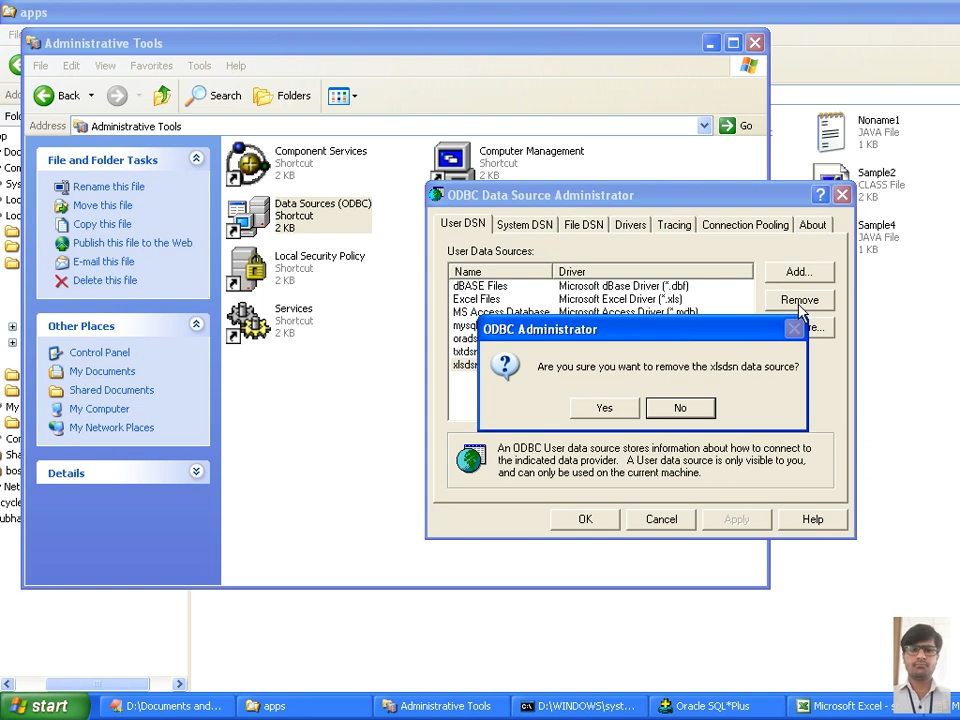 apps
Administrative Tools
File Edit View Favorites Tools Help
Back Search Folders
Address Administrative Tools Go
File and Folder Tasks
Rename this file
Move this file
Copy this file
Publish this file to the Web
E-mail this file
Delete this file
Other Places
Control Panel
My Documents
Shared Documents
My Computer
My Network Places
Details
Component Services
Shortcut
2 KB
Computer Management
Shortcut
2 KB
Data Sources (ODBC)
Shortcut
2 KB
Local Security Policy
Shortcut
2 KB
Services
Shortcut
2 KB
Noname1
JAVA File
1 KB
Sample2
CLASS File
2 KB
Sample4
JAVA File
1 KB
ODBC Data Source Administrator
User DSN System DSN File DSN Drivers Tracing Connection Pooling About
User Data Sources:
Name Driver
dBASE Files Microsoft dBase Driver (*.dbf)
Excel Files Microsoft Excel Driver (*.xls)
MS Access Database Microsoft Access Driver (*.mdb)
Add...
Remove
ODBC Administrator
Are you sure you want to remove the xlsdsn data source?
Yes No
An ODBC User data source stores information about how to connect to
the indicated data provider. A User data source is only visible to you,
and can only be used on the current machine.
OK Cancel Apply Help
start D:\Documents and... apps Administrative Tools D:\WINDOWS\syst... Oracle SQL*Plus Microsoft Excel -